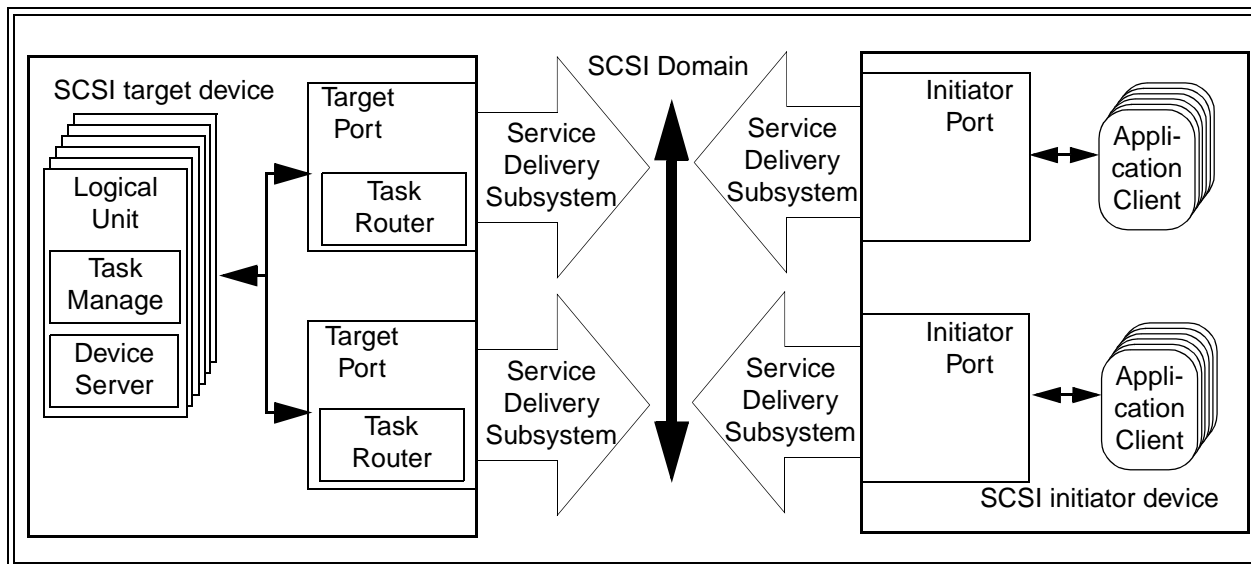 SCSI target device
Logical
Unit
Task
Manage
Device
Server
Target
Port
Task
Router
Target
Port
Task
Router
Service
Delivery
Subsystem
Service
Delivery
Subsystem
SCSI Domain
Service
Delivery
Subsystem
Service
Delivery
Subsystem
Initiator
Port
Appli-
cation
Client
Initiator
Port
Appli-
cation
Client
SCSI initiator device